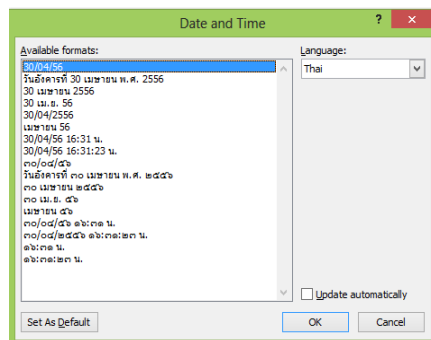 Date and Time
?
×
Available formats:
Language:
Thai
30/04/56
วันอังคารที่ 30 เมษายน พ.ศ. 2556
30 เมษายน 2556
30 เม.ย. 56
30/04/2556
เมษายน 56
30/04/56 16:31 น.
30/04/56 16:31:23 น.
๓๐/๐๔/๕๖
วันอังคารที่ ๓๐ เมษายน พ.ศ. ๒๕๕๖
๓๐ เมษายน ๒๕๕๖
๓๐ เม.ย. ๕๖
เมษายน ๕๖
๓๐/๐๔/๕๖ ๑๖:๓๑ น.
๓๐/๐๔/๒๕๕๖ ๑๖:๓๑:๒๓ น.
๑๖:๓๑ น.
๑๖:๓๑:๒๓ น.
Update automatically
Set As Default
OK
Cancel